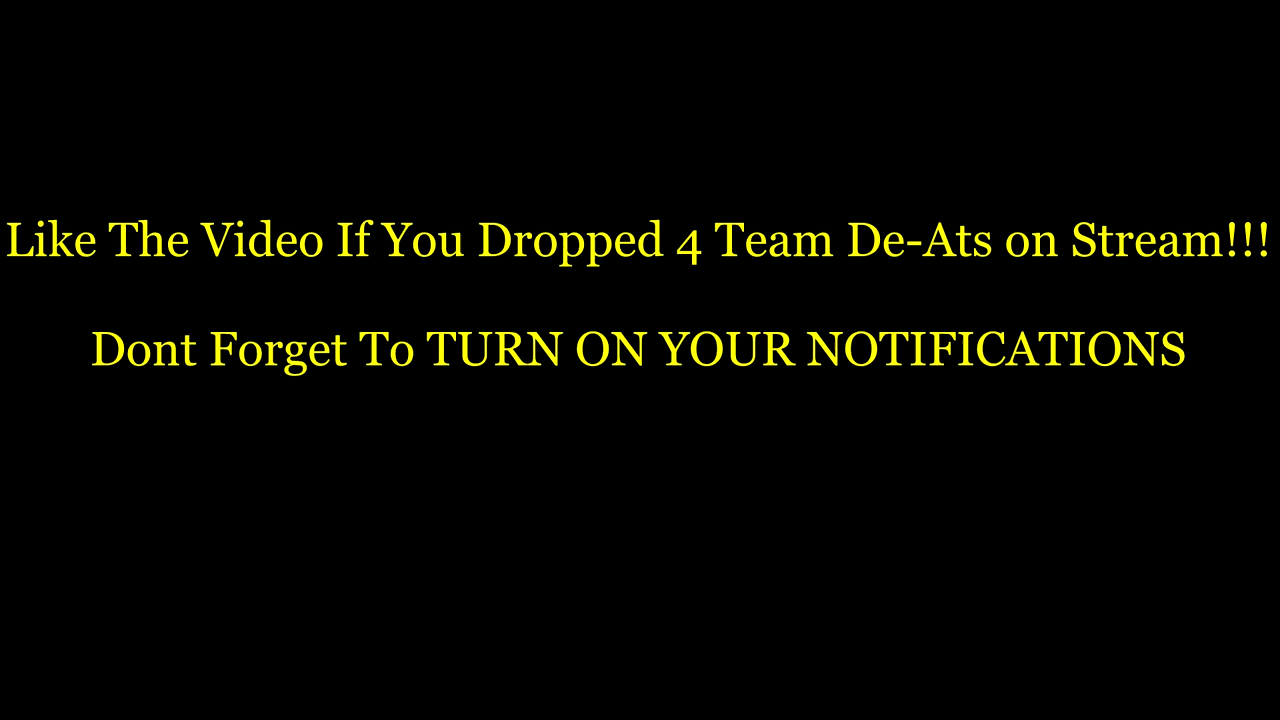 Like The Video If You Dropped 4 Team De-Ats on Stream!!!
Dont Forget To TURN ON YOUR NOTIFICATIONS